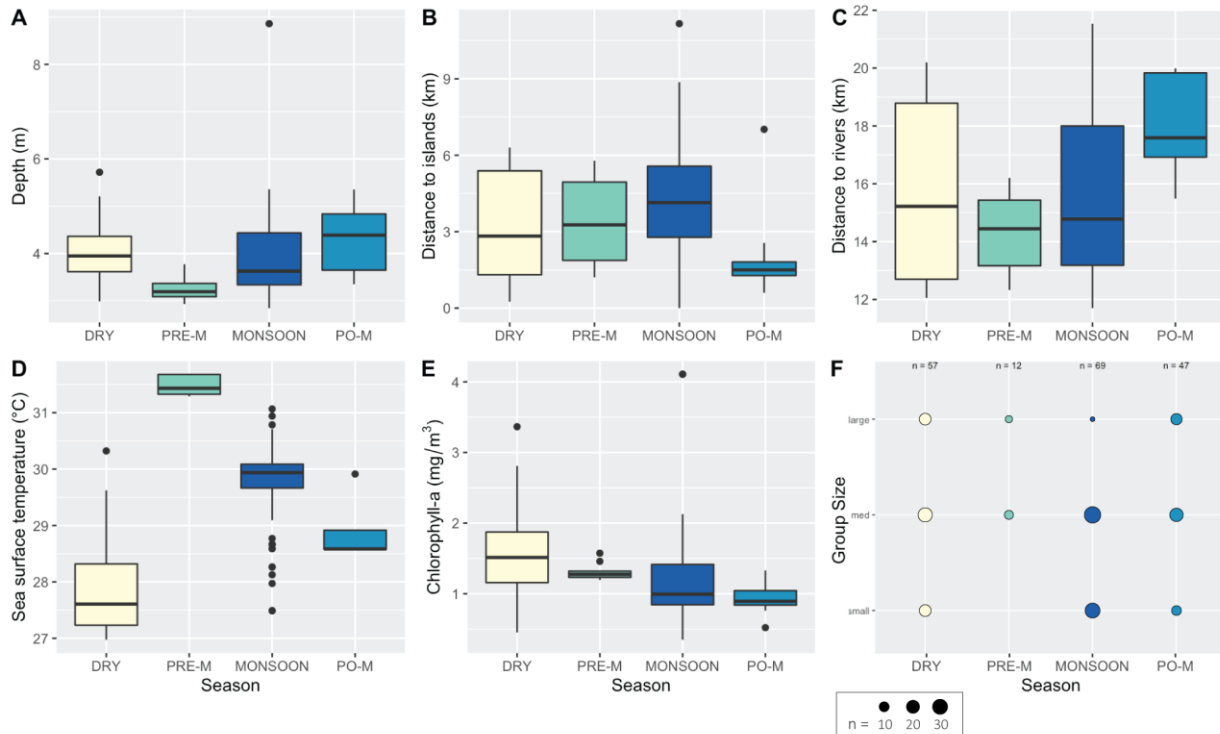 A
Depth (m)
8
6
4
DRY PRE-M MONSOON PO-M
B
Distance to islands (km)
9
6
3
0
DRY PRE-M MONSOON PO-M
C
Distance to rivers (km)
22
20
18
16
14
12
DRY PRE-M MONSOON PO-M
D
Sea surface temperature (°C)
31
30
29
28
27
DRY PRE-M MONSOON PO-M
Season
E
Chlorophyll-a (mg/m³)
4
3
2
1
DRY PRE-M MONSOON PO-M
Season
F
n = 57 n = 12 n = 69 n = 47
Group Size
large
med
small
DRY PRE-M MONSOON PO-M
Season
n = 10 20 30